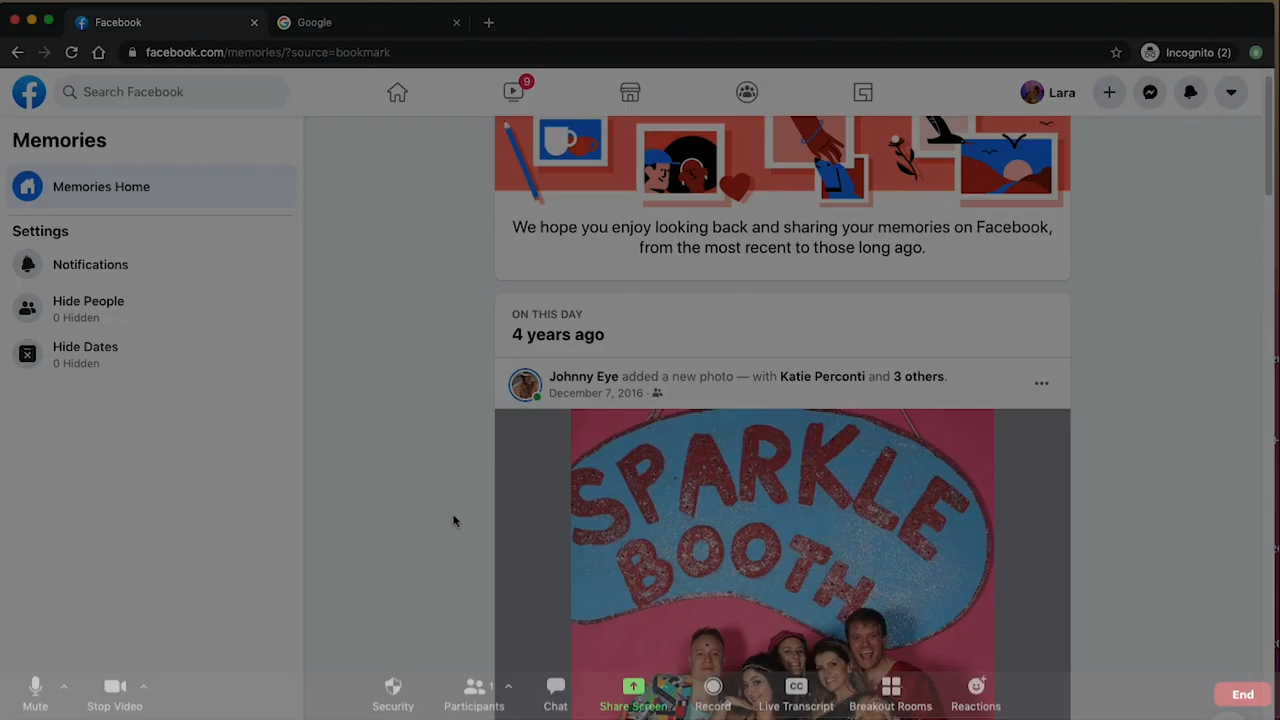 Facebook
Google
facebook.com/memories/?source=bookmark
Incognito (2)
Search Facebook
9
Lara
Memories
Memories Home
Settings
Notifications
Hide People
0 Hidden
Hide Dates
0 Hidden
We hope you enjoy looking back and sharing your memories on Facebook,
from the most recent to those long ago.
ON THIS DAY
4 years ago
Johnny Eye added a new photo — with Katie Perconti and 3 others.
December 7, 2016 ·
SPARKLE
BOOTH
Mute
Stop Video
Security
Participants
1
Chat
Share Screen
Record
CC
Live Transcript
Breakout Rooms
Reactions
End